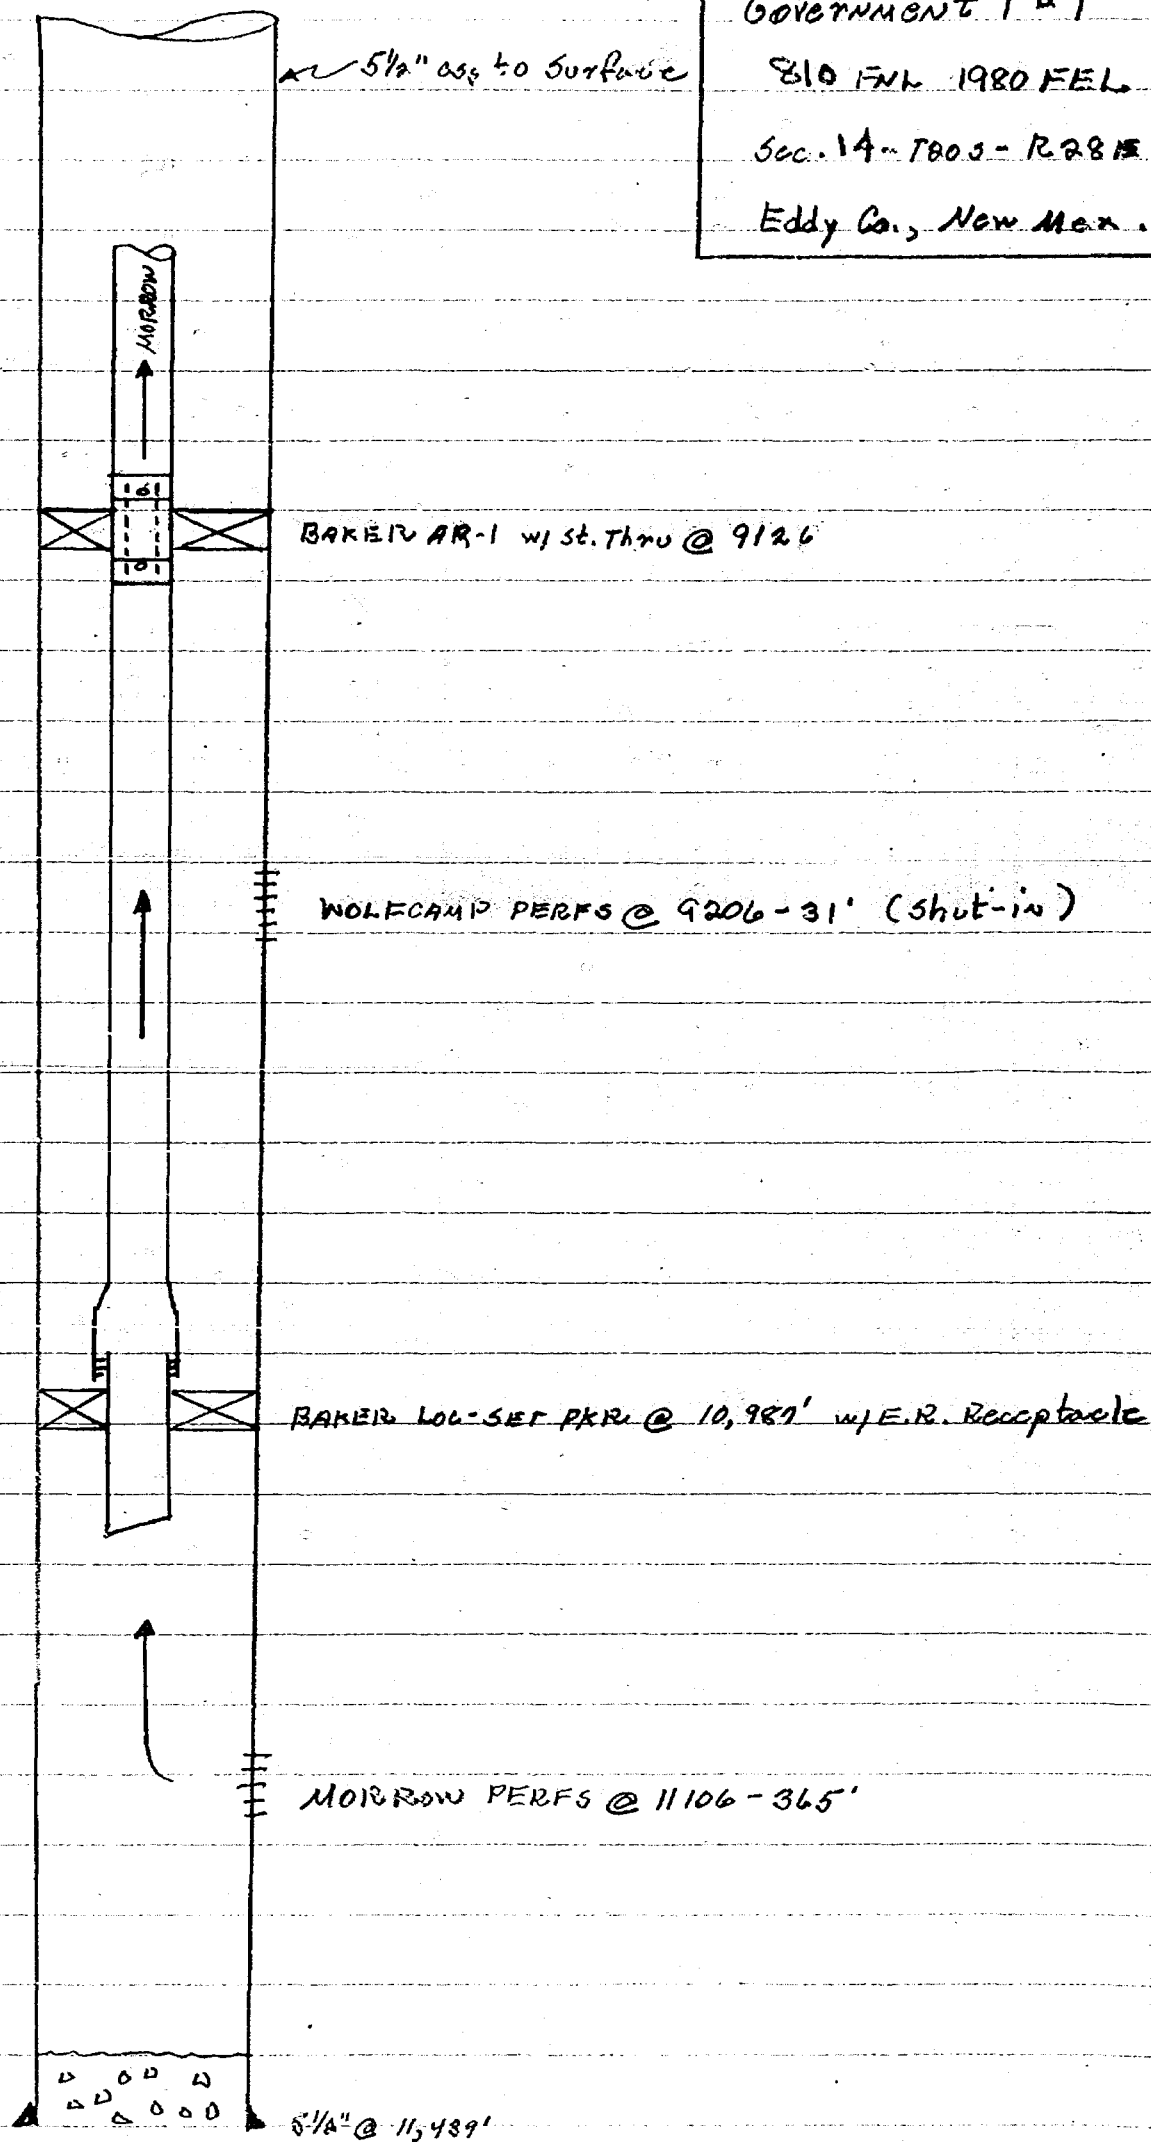 Government "P" 1
810 FNL 1980 FEL
Sec. 14 - T20S - R28E
Eddy Co., New Mex.
5½" csg to Surface
MORROW
BAKER AR-1 w/ St. Thru @ 9126
WOLFCAMP PERFS @ 9206-31' (Shut-in)
BAKER LOC-SET PKR @ 10,987' w/ E.R. Receptacle
MORROW PERFS @ 11106-365'
5½" @ 11,439'